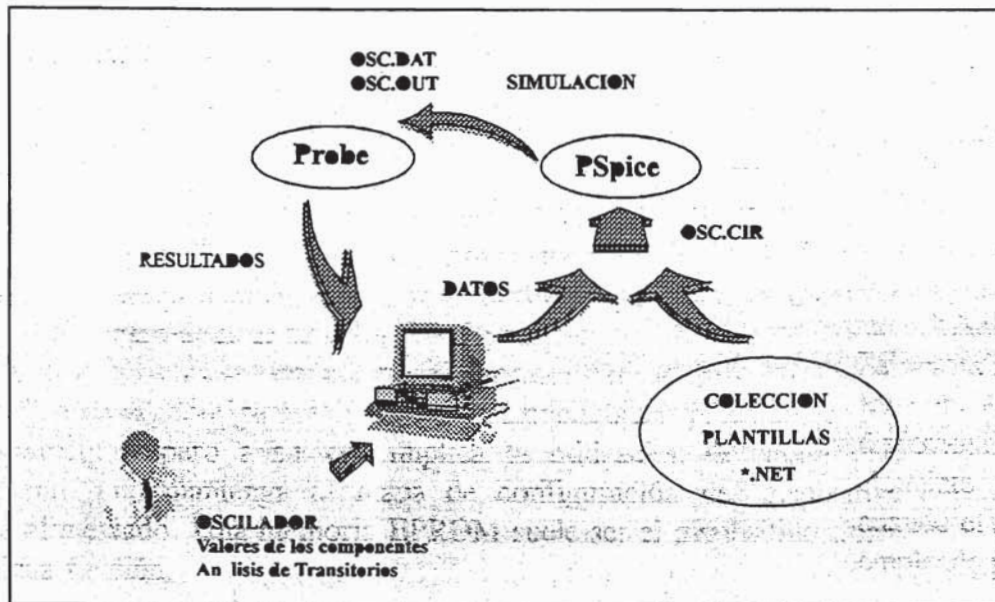 OSC.DAT
OSC.OUT
SIMULACION
Probe
PSpice
OSC.CIR
RESULTADOS
DATOS
COLECCION
PLANTILLAS
*.NET
OSCILADOR
Valores de los componentes
An lisis de Transitorios